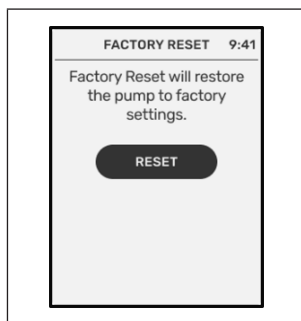 FACTORY RESET 9:41
Factory Reset will restore
the pump to factory
settings.
RESET